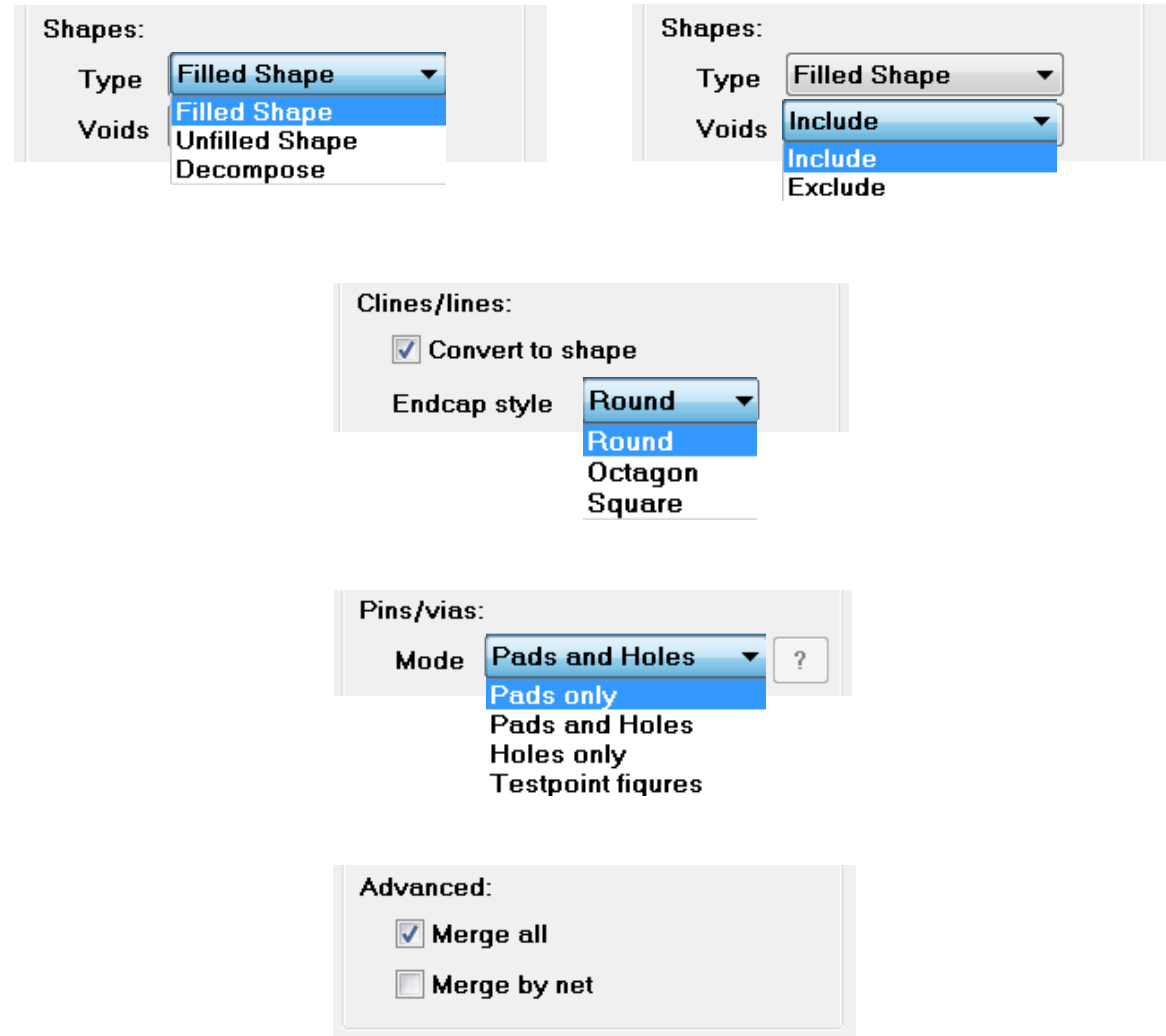 Shapes:
Type Filled Shape
Filled Shape
Voids
Unfilled Shape
Decompose
Shapes:
Type Filled Shape
Voids Include
Include
Exclude
Clines/lines:
Convert to shape
Endcap style Round
Round
Octagon
Square
Pins/vias:
Mode Pads and Holes ?
Pads only
Pads and Holes
Holes only
Testpoint figures
Advanced:
Merge all
Merge by net